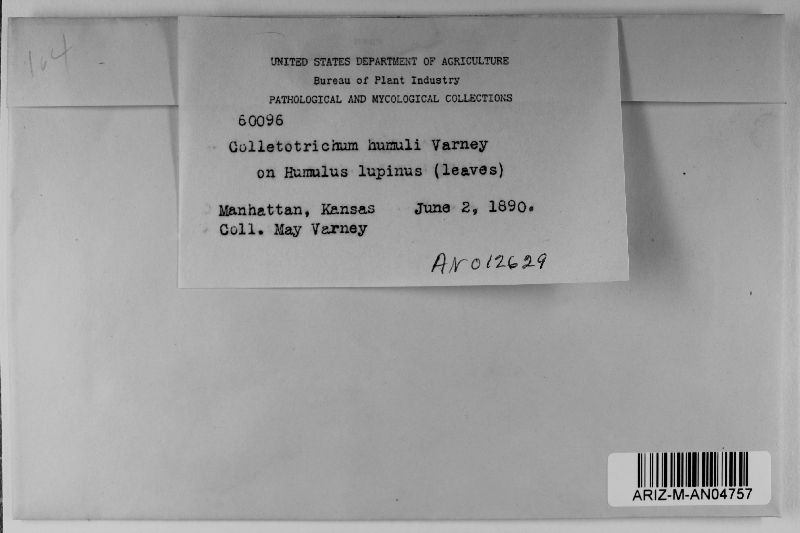 164
UNITED STATES DEPARTMENT OF AGRICULTURE
Bureau of Plant Industry
PATHOLOGICAL AND MYCOLOGICAL COLLECTIONS
60096
Colletotrichum humuli Varney
on Humulus lupinus (leaves)
Manhattan, Kansas June 2, 1890.
Coll. May Varney
AN012629
ARIZ-M-AN04757